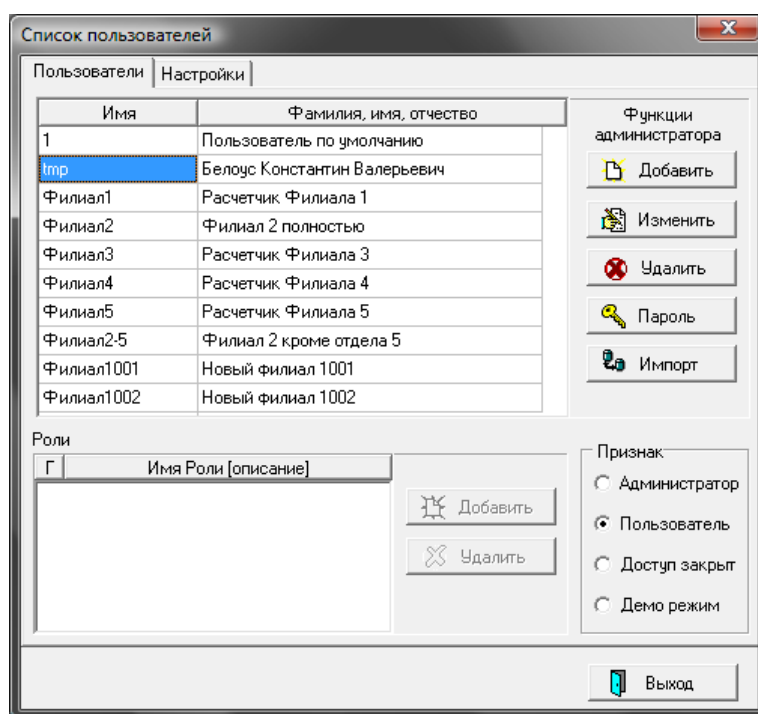 Список пользователей
Пользователи Настройки
Имя Фамилия, имя, отчество
1 Пользователь по умолчанию
tmp Белоус Константин Валерьевич
Филиал1 Расчетчик Филиала 1
Филиал2 Филиал 2 полностью
Филиал3 Расчетчик Филиала 3
Филиал4 Расчетчик Филиала 4
Филиал5 Расчетчик Филиала 5
Филиал2-5 Филиал 2 кроме отдела 5
Филиал1001 Новый филиал 1001
Филиал1002 Новый филиал 1002
Функции
администратора
Добавить
Изменить
Удалить
Пароль
Импорт
Роли
Г Имя Роли [описание]
Добавить
Удалить
Признак
Администратор
Пользователь
Доступ закрыт
Демо режим
Выход